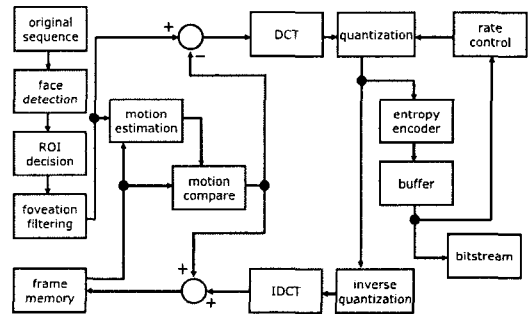 original
sequence
+
DCT
quantization
rate
control
−
face
detection
motion
estimation
entropy
encoder
ROI
decision
motion
compare
buffer
foveation
filtering
bitstream
+
frame
memory
+
IDCT
inverse
quantization